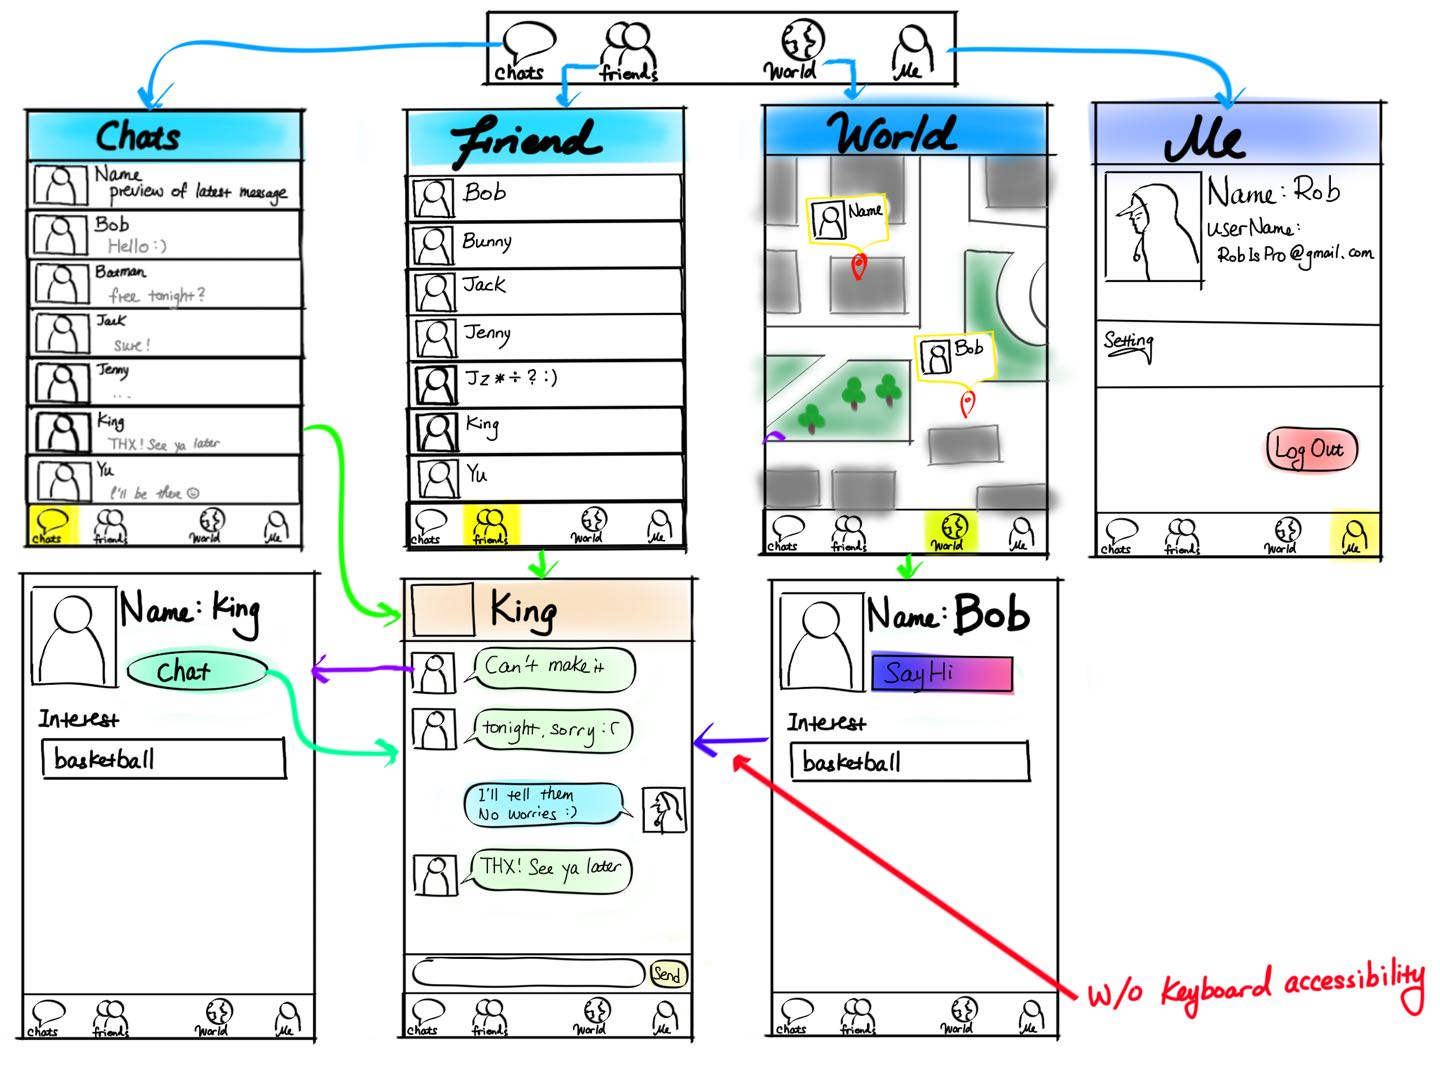 chats
friends
World
Me
Chats
Name
preview of latest message
Bob
Hello :)
Batman
free tonight?
Jack
sure!
Jenny
...
King
THX! See ya later
Yu
I'll be there ☺
chats
friends
World
Me
Friend
Bob
Bunny
Jack
Jenny
Jz*÷?:)
King
Yu
chats
friends
World
Me
World
Name
Bob
chats
friends
World
Me
Me
Name: Rob
userName:
RobIsPro@gmail.com
Setting
Log Out
chats
friends
World
Me
Name: King
Chat
Interest
basketball
chats
friends
World
Me
King
Can't make it
tonight, sorry :(
I'll tell them
No worries :)
THX! See ya later
Send
chats
friends
World
Me
Name: Bob
Say Hi
Interest
basketball
chats
friends
World
Me
W/o Keyboard accessibility